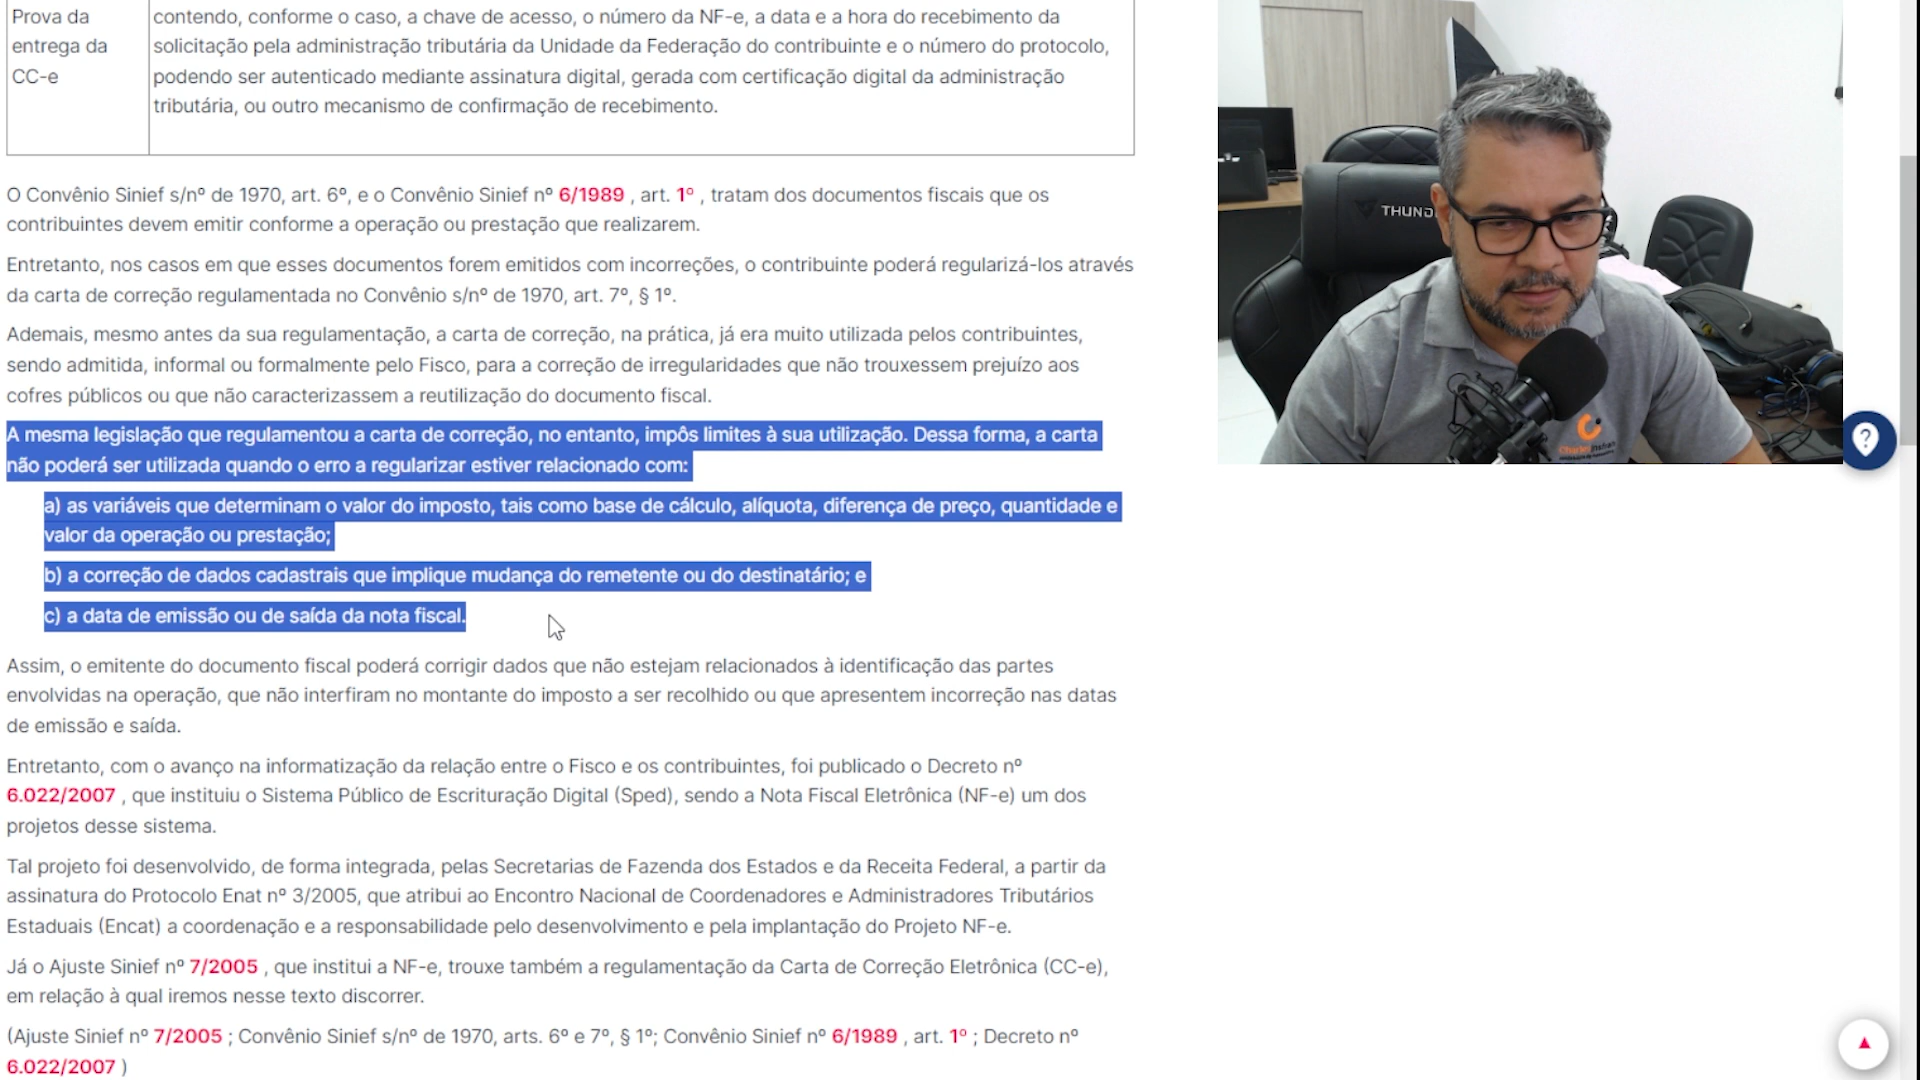 Prova da
entrega da
CC-e
contendo, conforme o caso, a chave de acesso, o número da NF-e, a data e a hora do recebimento da
solicitação pela administração tributária da Unidade da Federação do contribuinte e o número do protocolo,
podendo ser autenticado mediante assinatura digital, gerada com certificação digital da administração
tributária, ou outro mecanismo de confirmação de recebimento.
O Convênio Sinief s/nº de 1970, art. 6º, e o Convênio Sinief nº 6/1989 , art. 1º , tratam dos documentos fiscais que os
contribuintes devem emitir conforme a operação ou prestação que realizarem.
Entretanto, nos casos em que esses documentos forem emitidos com incorreções, o contribuinte poderá regularizá-los através
da carta de correção regulamentada no Convênio s/nº de 1970, art. 7º, § 1º.
Ademais, mesmo antes da sua regulamentação, a carta de correção, na prática, já era muito utilizada pelos contribuintes,
sendo admitida, informal ou formalmente pelo Fisco, para a correção de irregularidades que não trouxessem prejuízo aos
cofres públicos ou que não caracterizassem a reutilização do documento fiscal.
A mesma legislação que regulamentou a carta de correção, no entanto, impôs limites à sua utilização. Dessa forma, a carta
não poderá ser utilizada quando o erro a regularizar estiver relacionado com:
a) as variáveis que determinam o valor do imposto, tais como base de cálculo, alíquota, diferença de preço, quantidade e
valor da operação ou prestação;
b) a correção de dados cadastrais que implique mudança do remetente ou do destinatário; e
c) a data de emissão ou de saída da nota fiscal.
Assim, o emitente do documento fiscal poderá corrigir dados que não estejam relacionados à identificação das partes
envolvidas na operação, que não interfiram no montante do imposto a ser recolhido ou que apresentem incorreção nas datas
de emissão e saída.
Entretanto, com o avanço na informatização da relação entre o Fisco e os contribuintes, foi publicado o Decreto nº
6.022/2007 , que instituiu o Sistema Público de Escrituração Digital (Sped), sendo a Nota Fiscal Eletrônica (NF-e) um dos
projetos desse sistema.
Tal projeto foi desenvolvido, de forma integrada, pelas Secretarias de Fazenda dos Estados e da Receita Federal, a partir da
assinatura do Protocolo Enat nº 3/2005, que atribui ao Encontro Nacional de Coordenadores e Administradores Tributários
Estaduais (Encat) a coordenação e a responsabilidade pelo desenvolvimento e pela implantação do Projeto NF-e.
Já o Ajuste Sinief nº 7/2005 , que institui a NF-e, trouxe também a regulamentação da Carta de Correção Eletrônica (CC-e),
em relação à qual iremos nesse texto discorrer.
(Ajuste Sinief nº 7/2005 ; Convênio Sinief s/nº de 1970, arts. 6º e 7º, § 1º; Convênio Sinief nº 6/1989 , art. 1º ; Decreto nº
6.022/2007 )
THUND
?